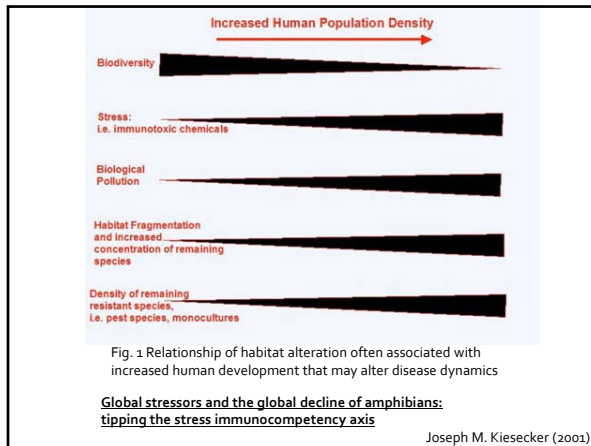 Increased Human Population Density
Biodiversity
Stress:
i.e. immunotoxic chemicals
Biological
Pollution
Habitat Fragmentation
and increased
concentration of remaining
species
Density of remaining
resistant species,
i.e. pest species, monocultures
Fig. 1 Relationship of habitat alteration often associated with
increased human development that may alter disease dynamics
Global stressors and the global decline of amphibians:
tipping the stress immunocompetency axis
Joseph M. Kiesecker (2001)